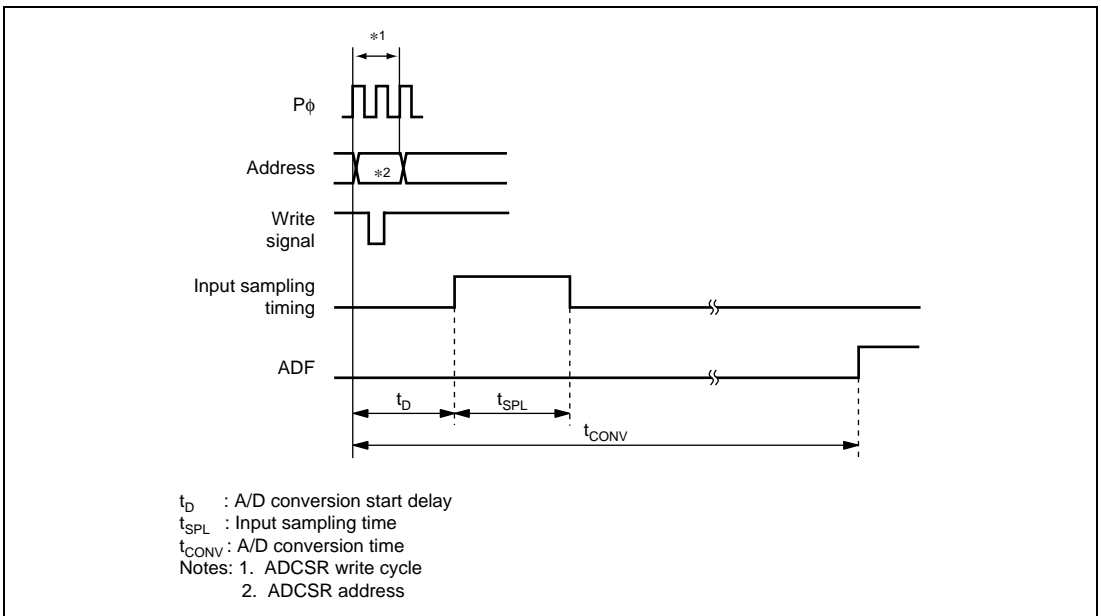 *1
Pϕ
Address
*2
Write
signal
Input sampling
timing
ADF
tD
tSPL
tCONV
tD : A/D conversion start delay
tSPL : Input sampling time
tCONV : A/D conversion time
Notes: 1. ADCSR write cycle
2. ADCSR address